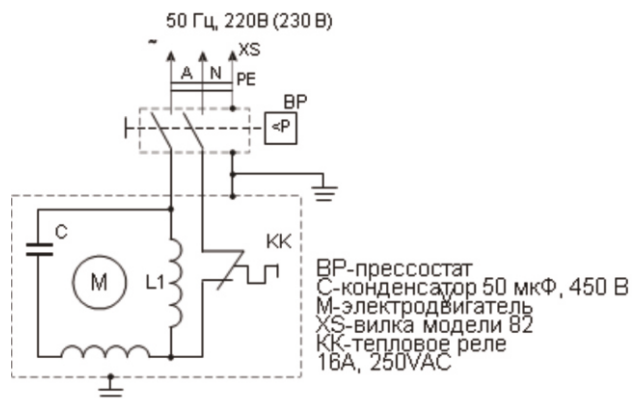 50 Гц, 220В (230 В)
~
XS
A N PE
BP
<P
C
M
L1
KK
BP-прессостат
C-конденсатор 50 мкФ, 450 В
M-электродвигатель
XS-вилка модели 82
KK-тепловое реле
16A, 250VAC